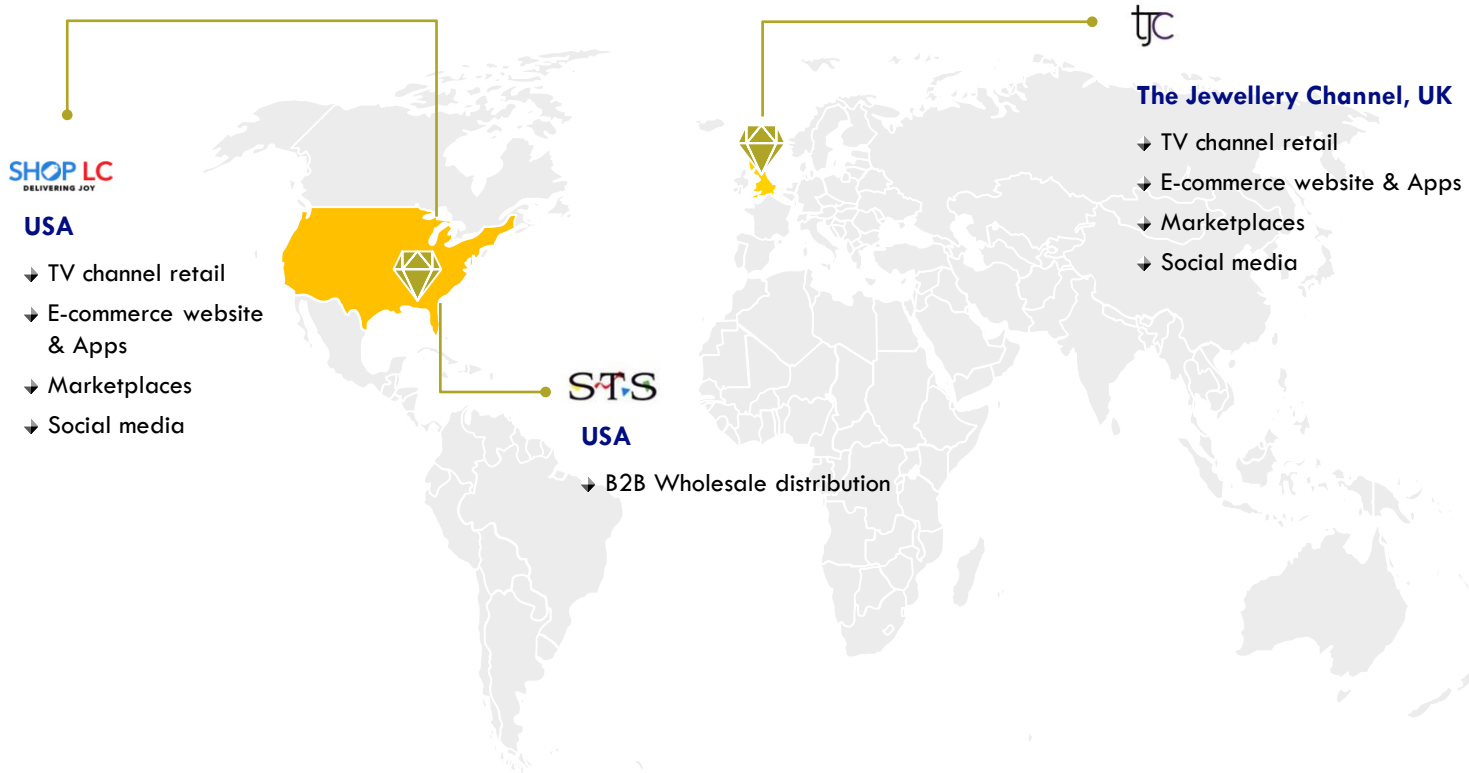 SHOP LC
DELIVERING JOY
USA
TV channel retail
E-commerce website
& Apps
Marketplaces
Social media
STS
USA
B2B Wholesale distribution
tjc
The Jewellery Channel, UK
TV channel retail
E-commerce website & Apps
Marketplaces
Social media